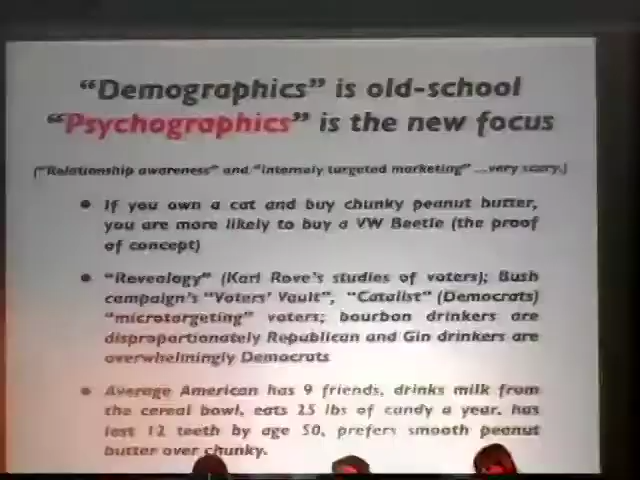 “Demographics” is old-school
“Psychographics” is the new focus
(“Relationship awareness” and “intensely targeted marketing” ...very scary.)
• If you own a cat and buy chunky peanut butter,
you are more likely to buy a VW Beetle (the proof
of concept)
• “Revealogy” (Karl Rove’s studies of voters); Bush
campaign’s “Voters’ Vault”, “Catalist” (Democrats)
“microtargeting” voters; bourbon drinkers are
disproportionately Republican and Gin drinkers are
overwhelmingly Democrats
• Average American has 9 friends, drinks milk from
the cereal bowl, eats 25 lbs of candy a year, has
lost 12 teeth by age 50, prefers smooth peanut
butter over chunky.